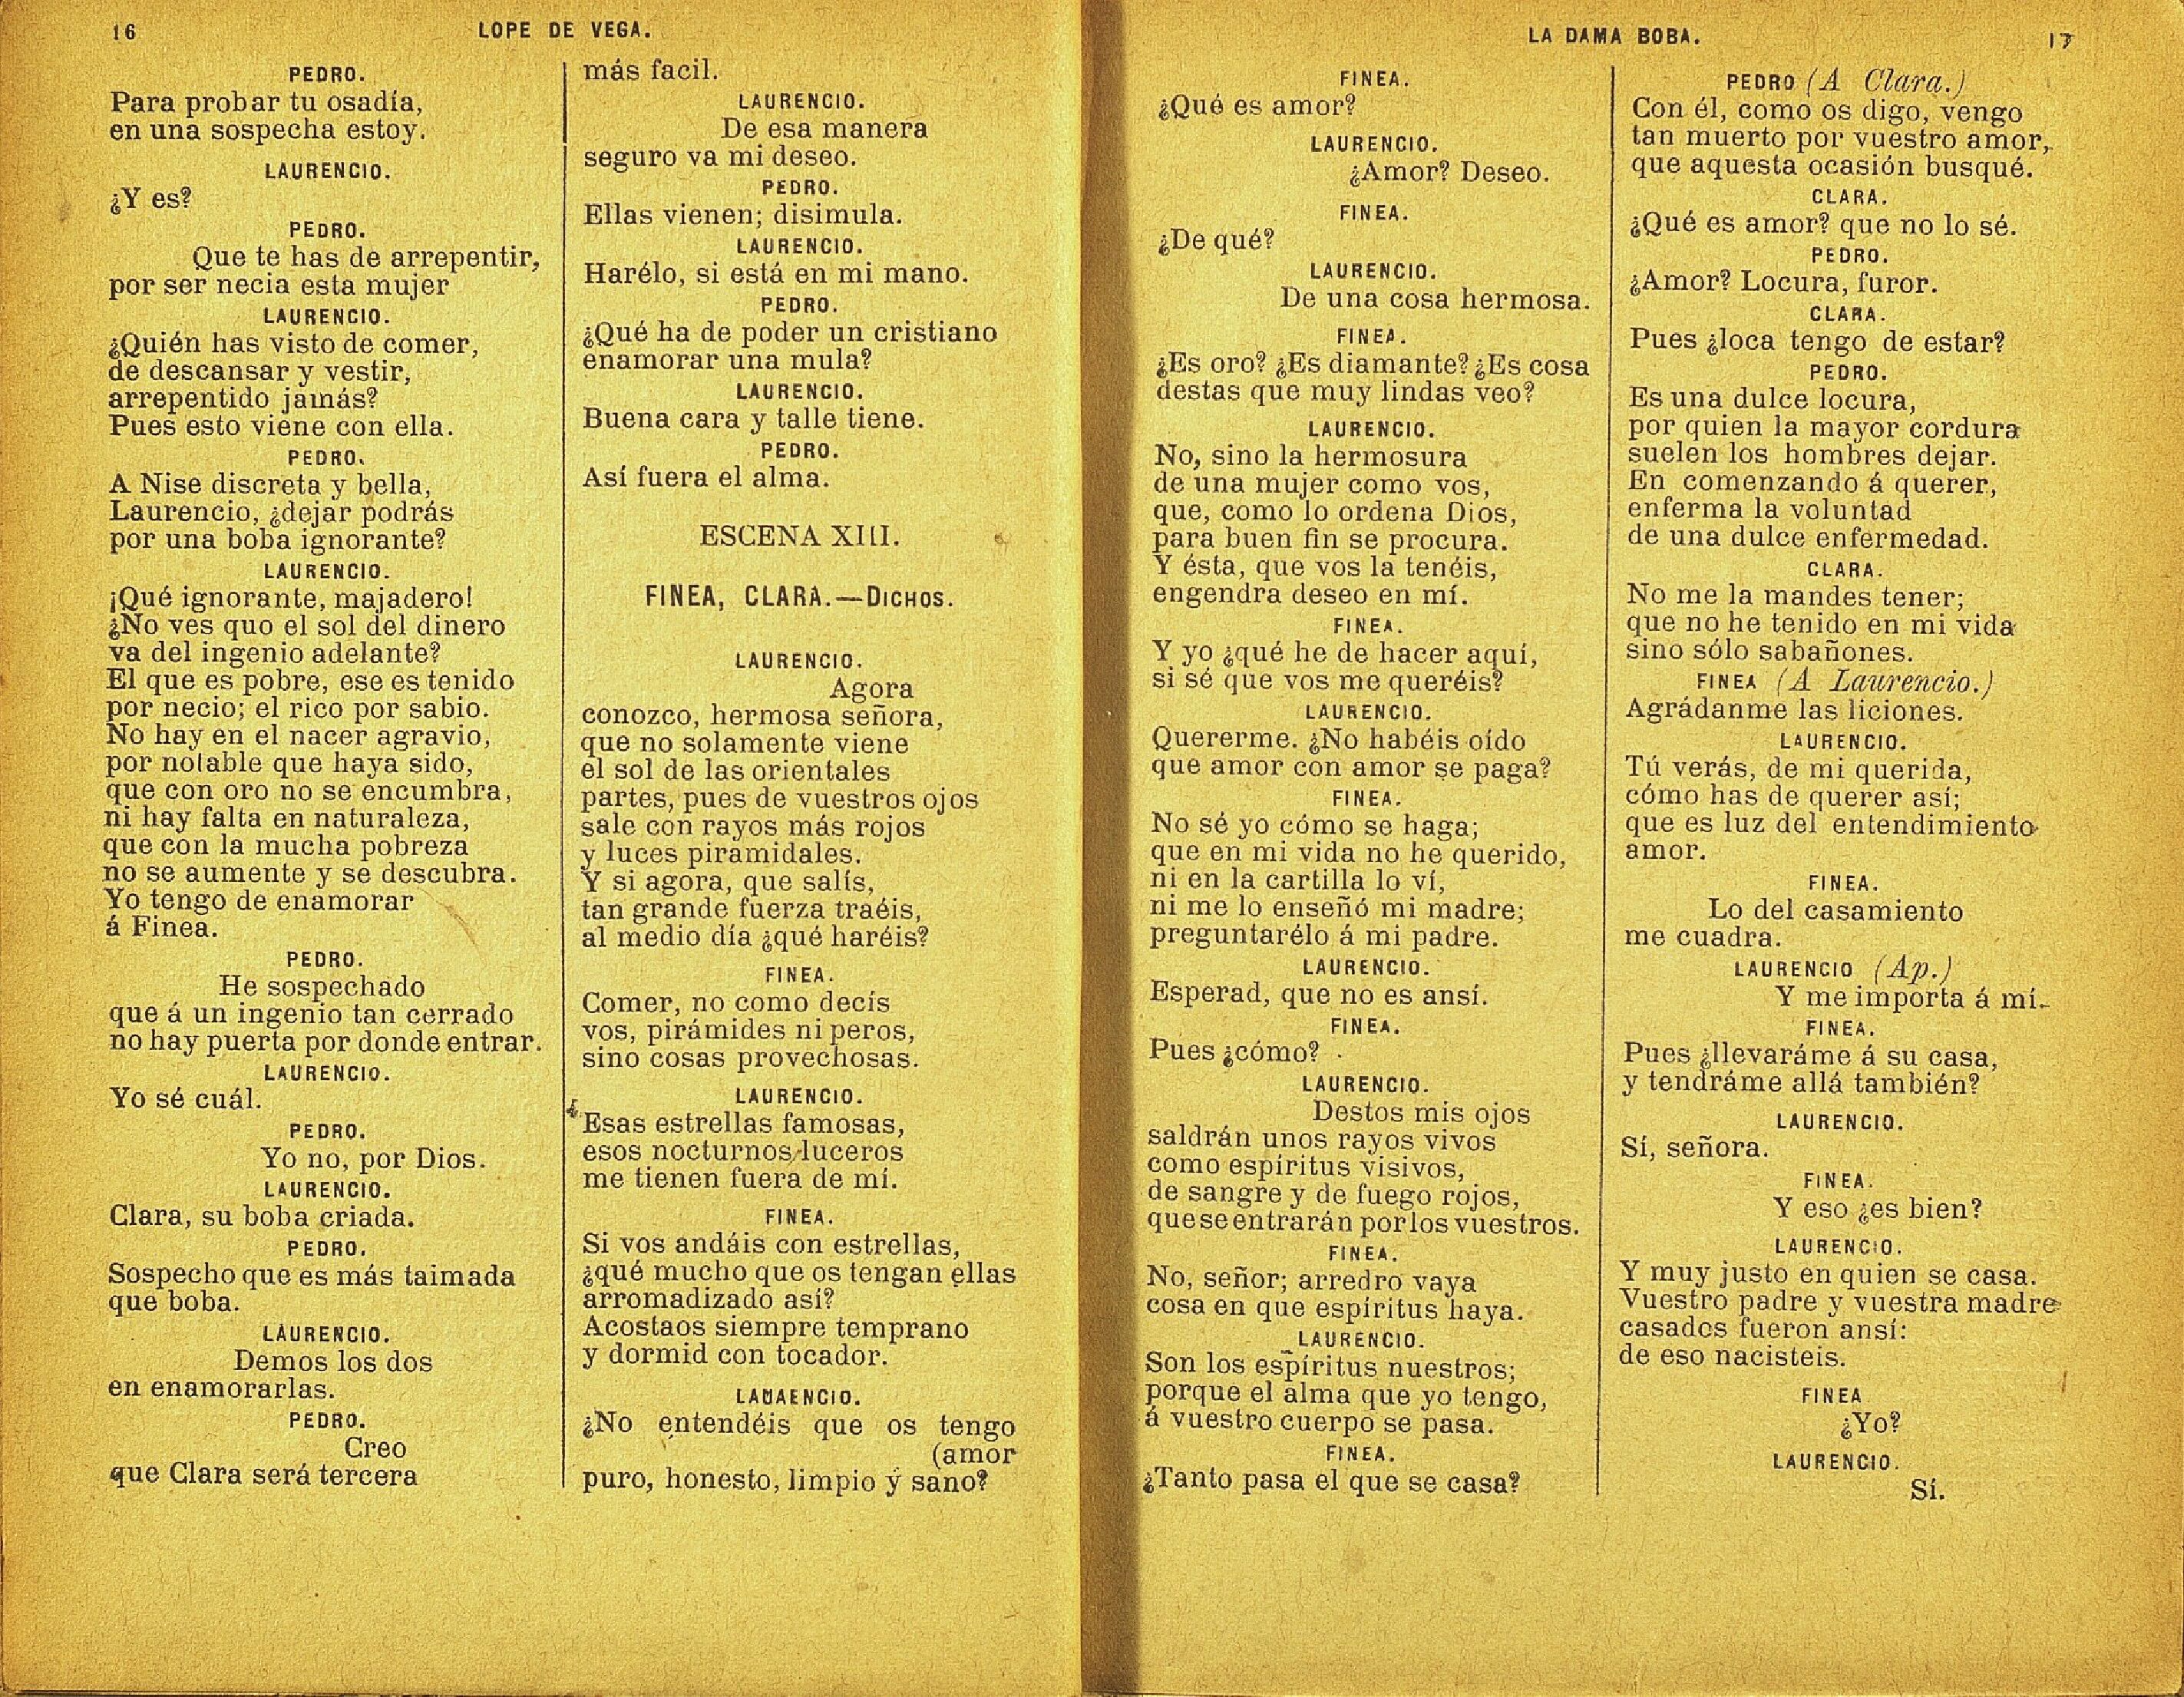 16
LOPE DE VEGA.
PEDRO.
Para probar tu osadía,
en una sospecha estoy.
LAURENCIO.
¿Y es?
PEDRO.
Que te has de arrepentir,
por ser necia esta mujer
LAURENCIO.
¿Quién has visto de comer,
de descansar y vestir,
arrepentido jamás?
Pues esto viene con ella.
PEDRO.
A Nise discreta y bella,
Laurencio, ¿dejar podrás
por una boba ignorante?
LAURENCIO.
¡Qué ignorante, majadero!
¿No ves quo el sol del dinero
va del ingenio adelante?
El que es pobre, ese es tenido
por necio; el rico por sabio.
No hay en el nacer agravio,
por notable que haya sido,
que con oro no se encumbra,
ni hay falta en naturaleza,
que con la mucha pobreza
no se aumente y se descubra.
Yo tengo de enamorar
á Finea.
PEDRO.
He sospechado
que á un ingenio tan cerrado
no hay puerta por donde entrar.
LAURENCIO.
Yo sé cuál.
PEDRO.
Yo no, por Dios.
LAURENCIO.
Clara, su boba criada.
PEDRO.
Sospecho que es más taimada
que boba.
LAURENCIO.
Demos los dos
en enamorarlas.
PEDRO.
Creo
que Clara será tercera
más facil.
LAURENCIO.
De esa manera
seguro va mi deseo.
PEDRO.
Ellas vienen; disimula.
LAURENCIO.
Harélo, si está en mi mano.
PEDRO.
¿Qué ha de poder un cristiano
enamorar una mula?
LAURENCIO.
Buena cara y talle tiene.
PEDRO.
Así fuera el alma.
ESCENA XIII.
FINEA, CLARA.—DICHOS.
LAURENCIO.
Agora
conozco, hermosa señora,
que no solamente viene
el sol de las orientales
partes, pues de vuestros ojos
sale con rayos más rojos
y luces piramidales.
Y si agora, que salís,
tan grande fuerza traéis,
al medio día ¿qué haréis?
FINEA.
Comer, no como decís
vos, pirámides ni peros,
sino cosas provechosas.
LAURENCIO.
Esas estrellas famosas,
esos nocturnos luceros
me tienen fuera de mí.
FINEA.
Si vos andáis con estrellas,
¿qué mucho que os tengan ellas
arromadizado así?
Acostaos siempre temprano
y dormid con tocador.
LAUAENCIO.
¿No entendéis que os tengo
(amor
puro, honesto, limpio y sano?
LA DAMA BOBA.
17
FINEA.
¿Qué es amor?
LAURENCIO.
¿Amor? Deseo.
FINEA.
¿De qué?
LAURENCIO.
De una cosa hermosa.
FINEA.
¿Es oro? ¿Es diamante? ¿Es cosa
destas que muy lindas veo?
LAURENCIO.
No, sino la hermosura
de una mujer como vos,
que, como lo ordena Dios,
para buen fin se procura.
Y ésta, que vos la tenéis,
engendra deseo en mí.
FINEA.
Y yo ¿qué he de hacer aquí,
si sé que vos me queréis?
LAURENCIO.
Quererme. ¿No habéis oído
que amor con amor se paga?
FINEA.
No sé yo cómo se haga;
que en mi vida no he querido,
ni en la cartilla lo ví,
ni me lo enseñó mi madre;
preguntarélo á mi padre.
LAURENCIO.
Esperad, que no es ansí.
FINEA.
Pues ¿cómo?
LAURENCIO.
Destos mis ojos
saldrán unos rayos vivos
como espíritus visivos,
de sangre y de fuego rojos,
que se entrarán por los vuestros.
FINEA.
No, señor; arredro vaya
cosa en que espíritus haya.
LAURENCIO.
Son los espíritus nuestros;
porque el alma que yo tengo,
á vuestro cuerpo se pasa.
FINEA.
¿Tanto pasa el que se casa?
PEDRO (A Clara.)
Con él, como os digo, vengo
tan muerto por vuestro amor,
que aquesta ocasión busqué.
CLARA.
¿Qué es amor? que no lo sé.
PEDRO.
¿Amor? Locura, furor.
CLARA.
Pues ¿loca tengo de estar?
PEDRO.
Es una dulce locura,
por quien la mayor cordura
suelen los hombres dejar.
En comenzando á querer,
enferma la voluntad
de una dulce enfermedad.
CLARA.
No me la mandes tener;
que no he tenido en mi vida
sino sólo sabañones.
FINEA (A Laurencio.)
Agrádanme las liciones.
LAURENCIO.
Tú verás, de mi querida,
cómo has de querer así;
que es luz del entendimiento
amor.
FINEA.
Lo del casamiento
me cuadra.
LAURENCIO (Ap.)
Y me importa á mí.
FINEA.
Pues ¿llevaráme á su casa,
y tendráme allá también?
LAURENCIO.
Sí, señora.
FINEA.
Y eso ¿es bien?
LAURENCIO.
Y muy justo en quien se casa.
Vuestro padre y vuestra madre
casados fueron ansí:
de eso nacisteis.
FINEA
¿Yo?
LAURENCIO.
Sí.